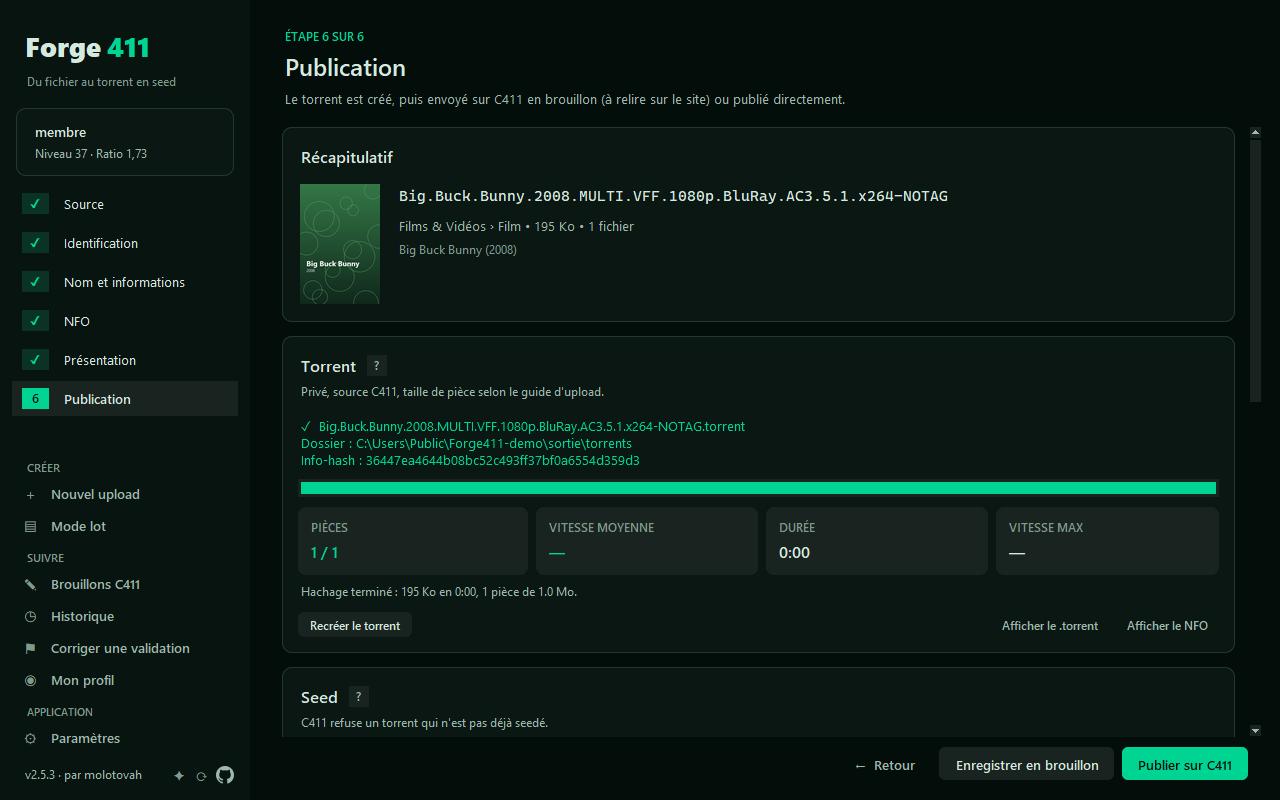 Forge 411
Du fichier au torrent en seed
membre
Niveau 37 · Ratio 1,73
✓ Source
✓ Identification
✓ Nom et informations
✓ NFO
✓ Présentation
6 Publication
CRÉER
+ Nouvel upload
Mode lot
SUIVRE
Brouillons C411
Historique
Corriger une validation
Mon profil
APPLICATION
Paramètres
v2.5.3 · par molotovah
ÉTAPE 6 SUR 6
Publication
Le torrent est créé, puis envoyé sur C411 en brouillon (à relire sur le site) ou publié directement.
Récapitulatif
Big Buck Bunny
2008
Big.Buck.Bunny.2008.MULTI.VFF.1080p.BluRay.AC3.5.1.x264-NOTAG
Films & Vidéos › Film • 195 Ko • 1 fichier
Big Buck Bunny (2008)
Torrent ?
Privé, source C411, taille de pièce selon le guide d'upload.
✓ Big.Buck.Bunny.2008.MULTI.VFF.1080p.BluRay.AC3.5.1.x264-NOTAG.torrent
Dossier : C:\Users\Public\Forge411-demo\sortie\torrents
Info-hash : 36447ea4644b08bc52c493ff37bf0a6554d359d3
PIÈCES
1 / 1
VITESSE MOYENNE
—
DURÉE
0:00
VITESSE MAX
—
Hachage terminé : 195 Ko en 0:00, 1 pièce de 1.0 Mo.
Recréer le torrent
Afficher le .torrent
Afficher le NFO
Seed ?
C411 refuse un torrent qui n'est pas déjà seedé.
← Retour
Enregistrer en brouillon
Publier sur C411